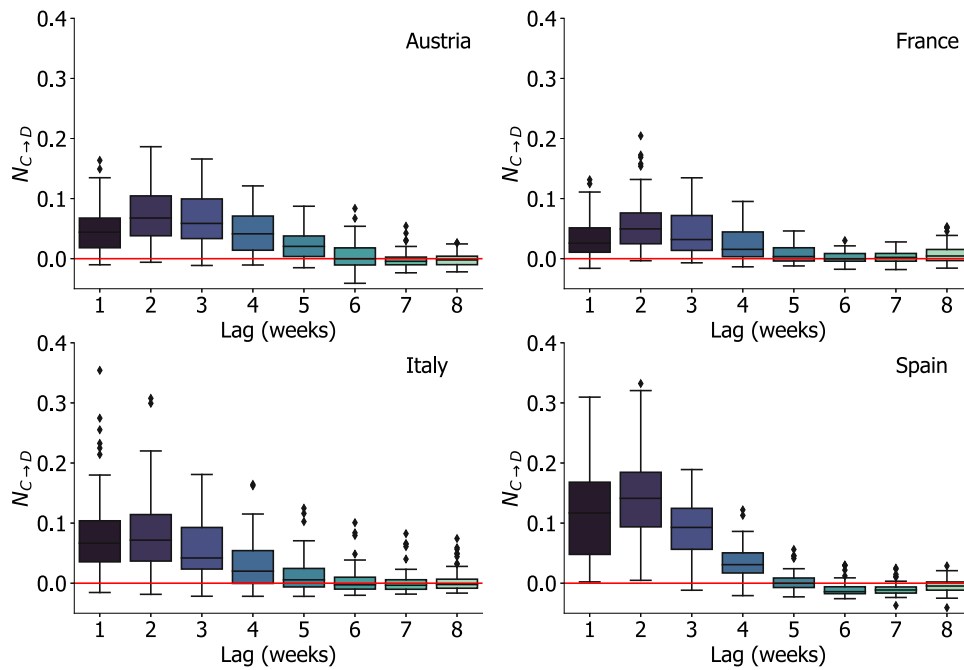 0.4
0.3
0.2
0.1
0.0
N_{C→D}
Austria
1 2 3 4 5 6 7 8
Lag (weeks)
0.4
0.3
0.2
0.1
0.0
N_{C→D}
France
1 2 3 4 5 6 7 8
Lag (weeks)
0.4
0.3
0.2
0.1
0.0
N_{C→D}
Italy
1 2 3 4 5 6 7 8
Lag (weeks)
0.4
0.3
0.2
0.1
0.0
N_{C→D}
Spain
1 2 3 4 5 6 7 8
Lag (weeks)